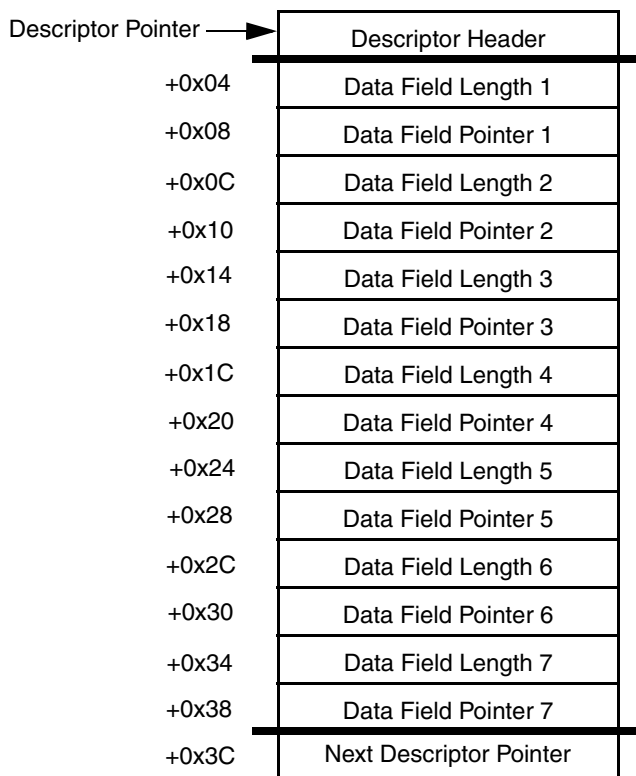 Descriptor Pointer Descriptor Header
+0x04 Data Field Length 1
+0x08 Data Field Pointer 1
+0x0C Data Field Length 2
+0x10 Data Field Pointer 2
+0x14 Data Field Length 3
+0x18 Data Field Pointer 3
+0x1C Data Field Length 4
+0x20 Data Field Pointer 4
+0x24 Data Field Length 5
+0x28 Data Field Pointer 5
+0x2C Data Field Length 6
+0x30 Data Field Pointer 6
+0x34 Data Field Length 7
+0x38 Data Field Pointer 7
+0x3C Next Descriptor Pointer